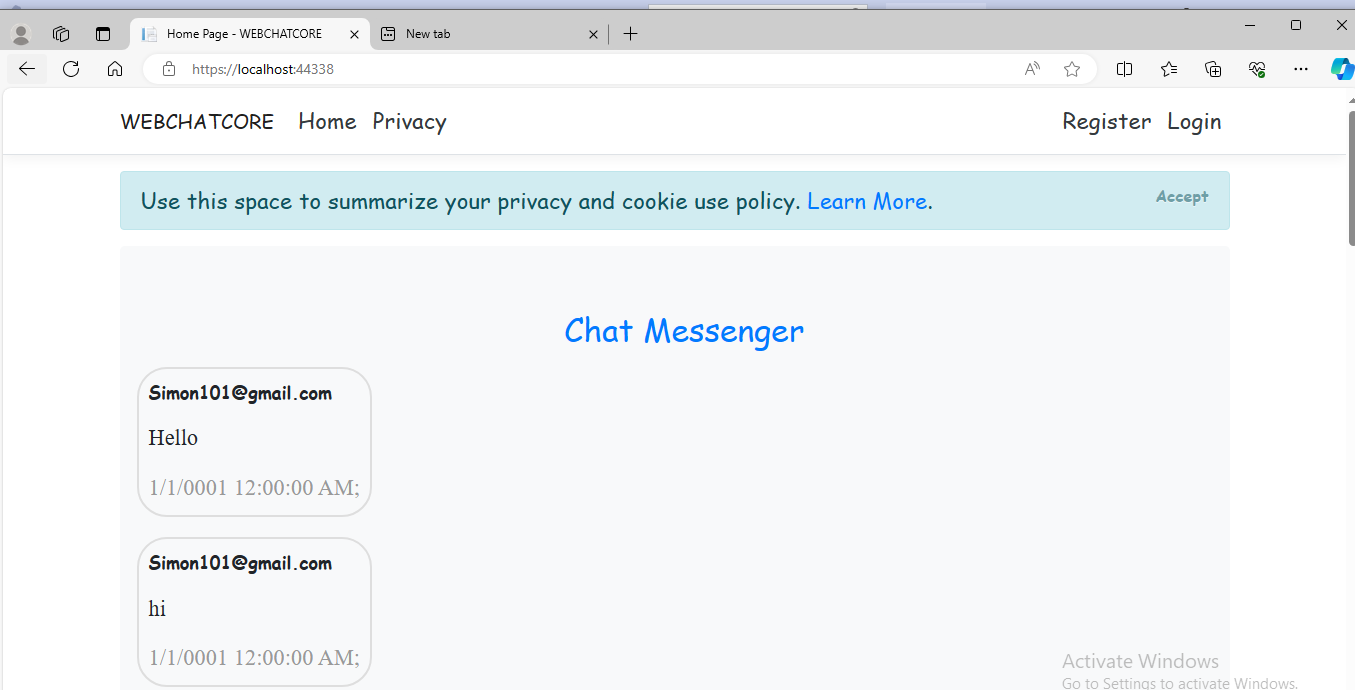 Home Page - WEBCHATCORE
New tab
https://localhost:44338
WEBCHATCORE Home Privacy Register Login
Use this space to summarize your privacy and cookie use policy. Learn More. Accept
Chat Messenger
Simon101@gmail.com
Hello
1/1/0001 12:00:00 AM;
Simon101@gmail.com
hi
1/1/0001 12:00:00 AM;
Activate Windows
Go to Settings to activate Windows.